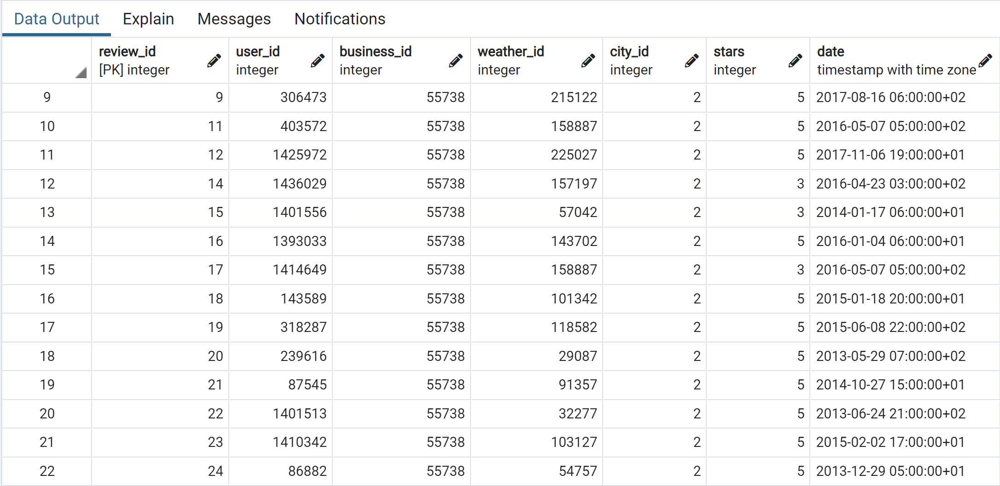 Data Output Explain Messages Notifications
review_id user_id business_id weather_id city_id stars date
[PK] integer integer integer integer integer integer timestamp with time zone
9 9 306473 55738 215122 2 5 2017-08-16 06:00:00+02
10 11 403572 55738 158887 2 5 2016-05-07 05:00:00+02
11 12 1425972 55738 225027 2 5 2017-11-06 19:00:00+01
12 14 1436029 55738 157197 2 3 2016-04-23 03:00:00+02
13 15 1401556 55738 57042 2 3 2014-01-17 06:00:00+01
14 16 1393033 55738 143702 2 5 2016-01-04 06:00:00+01
15 17 1414649 55738 158887 2 3 2016-05-07 05:00:00+02
16 18 143589 55738 101342 2 5 2015-01-18 20:00:00+01
17 19 318287 55738 118582 2 5 2015-06-08 22:00:00+02
18 20 239616 55738 29087 2 5 2013-05-29 07:00:00+02
19 21 87545 55738 91357 2 5 2014-10-27 15:00:00+01
20 22 1401513 55738 32277 2 5 2013-06-24 21:00:00+02
21 23 1410342 55738 103127 2 5 2015-02-02 17:00:00+01
22 24 86882 55738 54757 2 5 2013-12-29 05:00:00+01